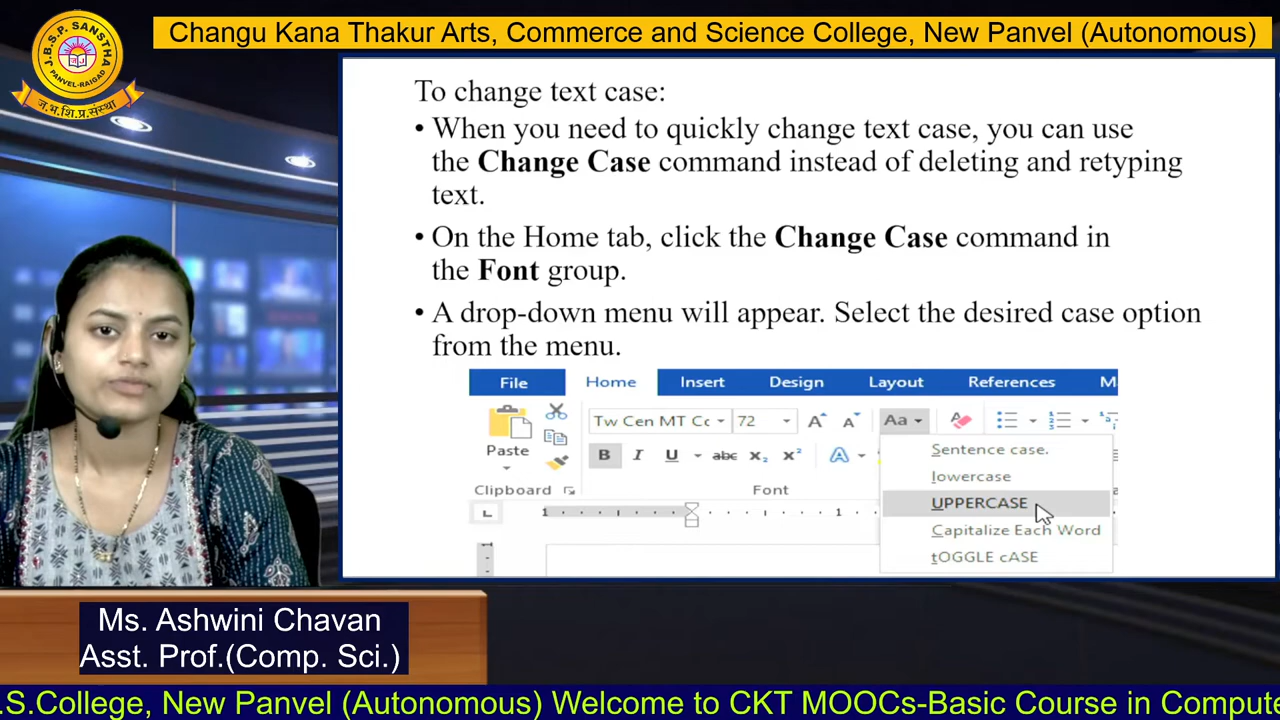 Changu Kana Thakur Arts, Commerce and Science College, New Panvel (Autonomous)
J.B.S.P. SANSTHA
PANVEL-RAIGAD
ज.भ.शि.प्र.संस्था
To change text case:
• When you need to quickly change text case, you can use
the Change Case command instead of deleting and retyping
text.
• On the Home tab, click the Change Case command in
the Font group.
• A drop-down menu will appear. Select the desired case option
from the menu.
File Home Insert Design Layout References M
Tw Cen MT Cc 72 Aa
Paste B I U abc x₂ x² A
Clipboard Font
1 1
Sentence case.
lowercase
UPPERCASE
Capitalize Each Word
tOGGLE cASE
Ms. Ashwini Chavan
Asst. Prof.(Comp. Sci.)
.S.College, New Panvel (Autonomous) Welcome to CKT MOOCs-Basic Course in Compute